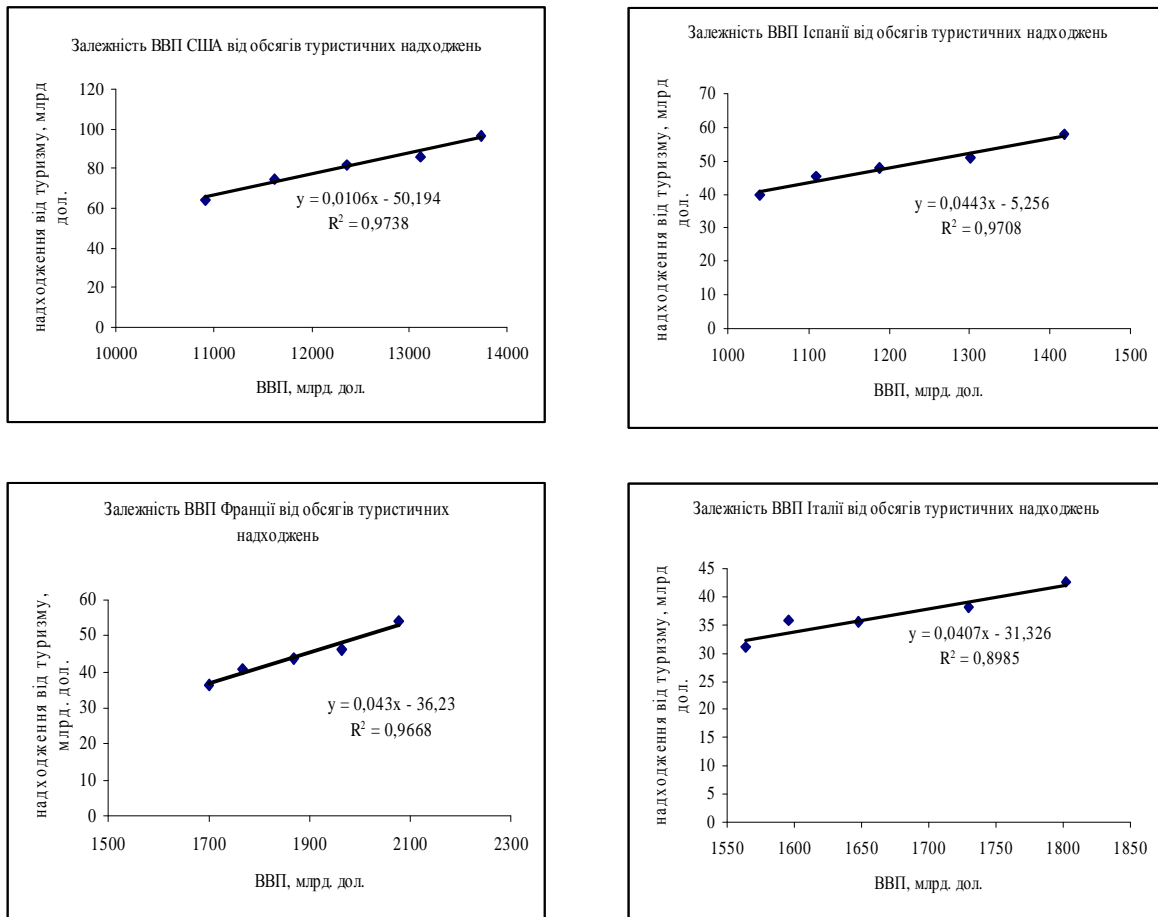 Залежність ВВП США від обсягів туристичних надходжень
надходження від туризму, млрд
дол.
120
100
80
60
40
20
0
y = 0,0106x - 50,194
R² = 0,9738
10000 11000 12000 13000 14000
ВВП, млрд. дол.
Залежність ВВП Іспанії від обсягів туристичних надходжень
надходження від туризму, млрд
дол.
70
60
50
40
30
20
10
0
y = 0,0443x - 5,256
R² = 0,9708
1000 1100 1200 1300 1400 1500
ВВП, млрд. дол.
Залежність ВВП Франції від обсягів туристичних
надходжень
надходження від туризму,
млрд. дол.
60
50
40
30
20
10
0
y = 0,043x - 36,23
R² = 0,9668
1500 1700 1900 2100 2300
ВВП, млрд. дол.
Залежність ВВП Італії від обсягів туристичних надходжень
надходження від туризму, млрд
дол.
45
40
35
30
25
20
15
10
5
0
y = 0,0407x - 31,326
R² = 0,8985
1550 1600 1650 1700 1750 1800 1850
ВВП, млрд. дол.